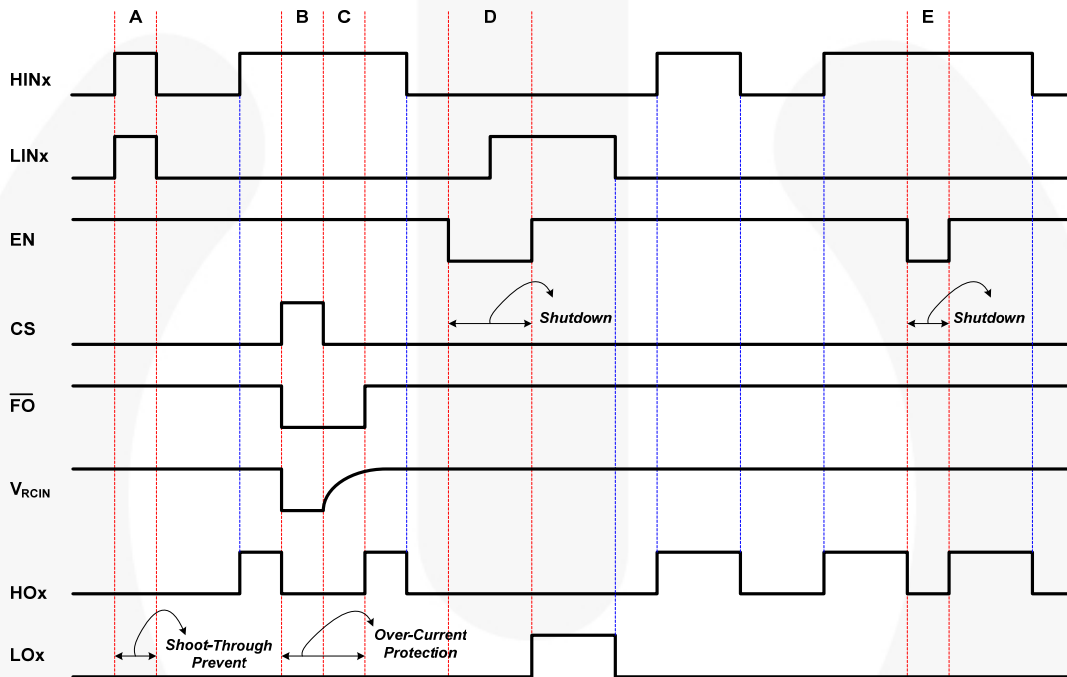 A B C D E
HINx
LINx
EN
CS
Shutdown Shutdown
FO
VRCIN
HOx
Shoot-Through
Prevent
Over-Current
Protection
LOx